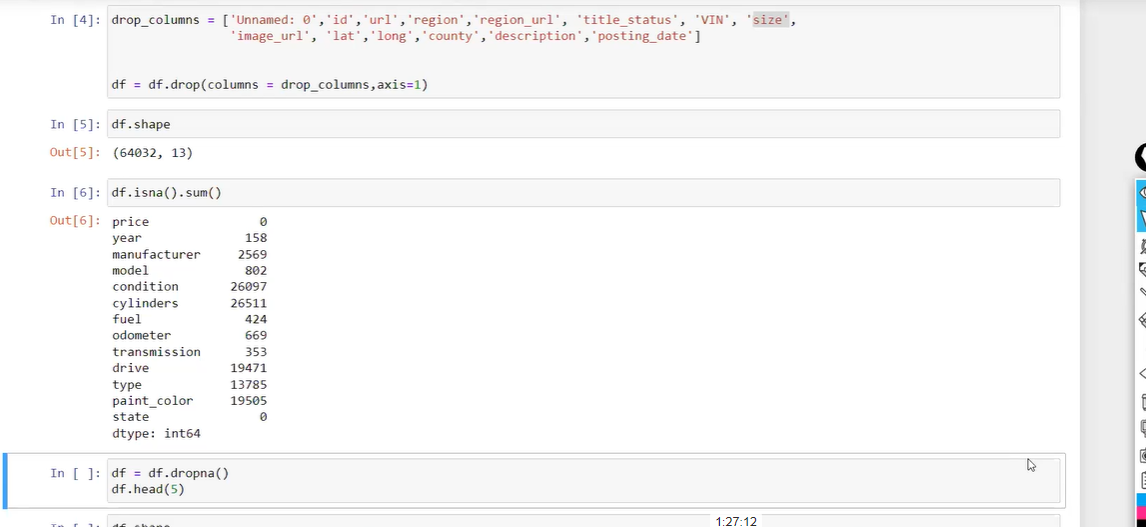 In [4]: drop_columns = ['Unnamed: 0','id','url','region','region_url', 'title_status', 'VIN', 'size',
'image_url', 'lat','long','county','description','posting_date']
df = df.drop(columns = drop_columns,axis=1)
In [5]: df.shape
Out[5]: (64032, 13)
In [6]: df.isna().sum()
Out[6]: price 0
year 158
manufacturer 2569
model 802
condition 26097
cylinders 26511
fuel 424
odometer 669
transmission 353
drive 19471
type 13785
paint_color 19505
state 0
dtype: int64
In [ ]: df = df.dropna()
df.head(5)
In [ ]: df.shape
1:27:12